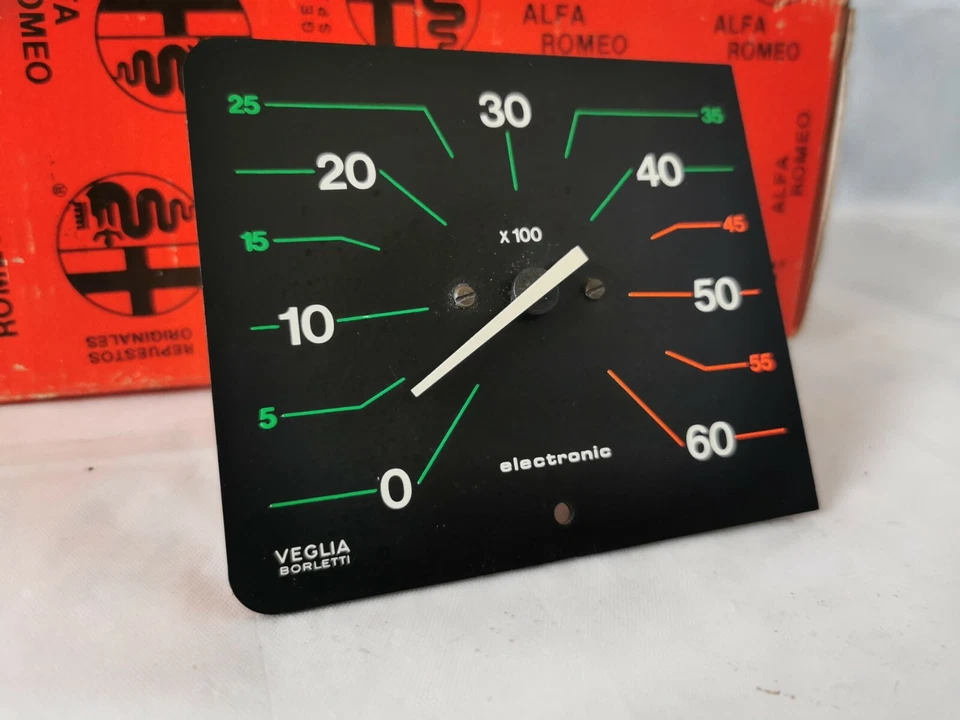 ALFA
ROMEO
ALFA
ROMEO
ALFA
ROMEO
ROMEO
®
REPUESTOS
ORIGINALES
25
30
35
20
40
15
X 100
45
10
50
5
55
60
electronic
0
VEGLIA
BORLETTI